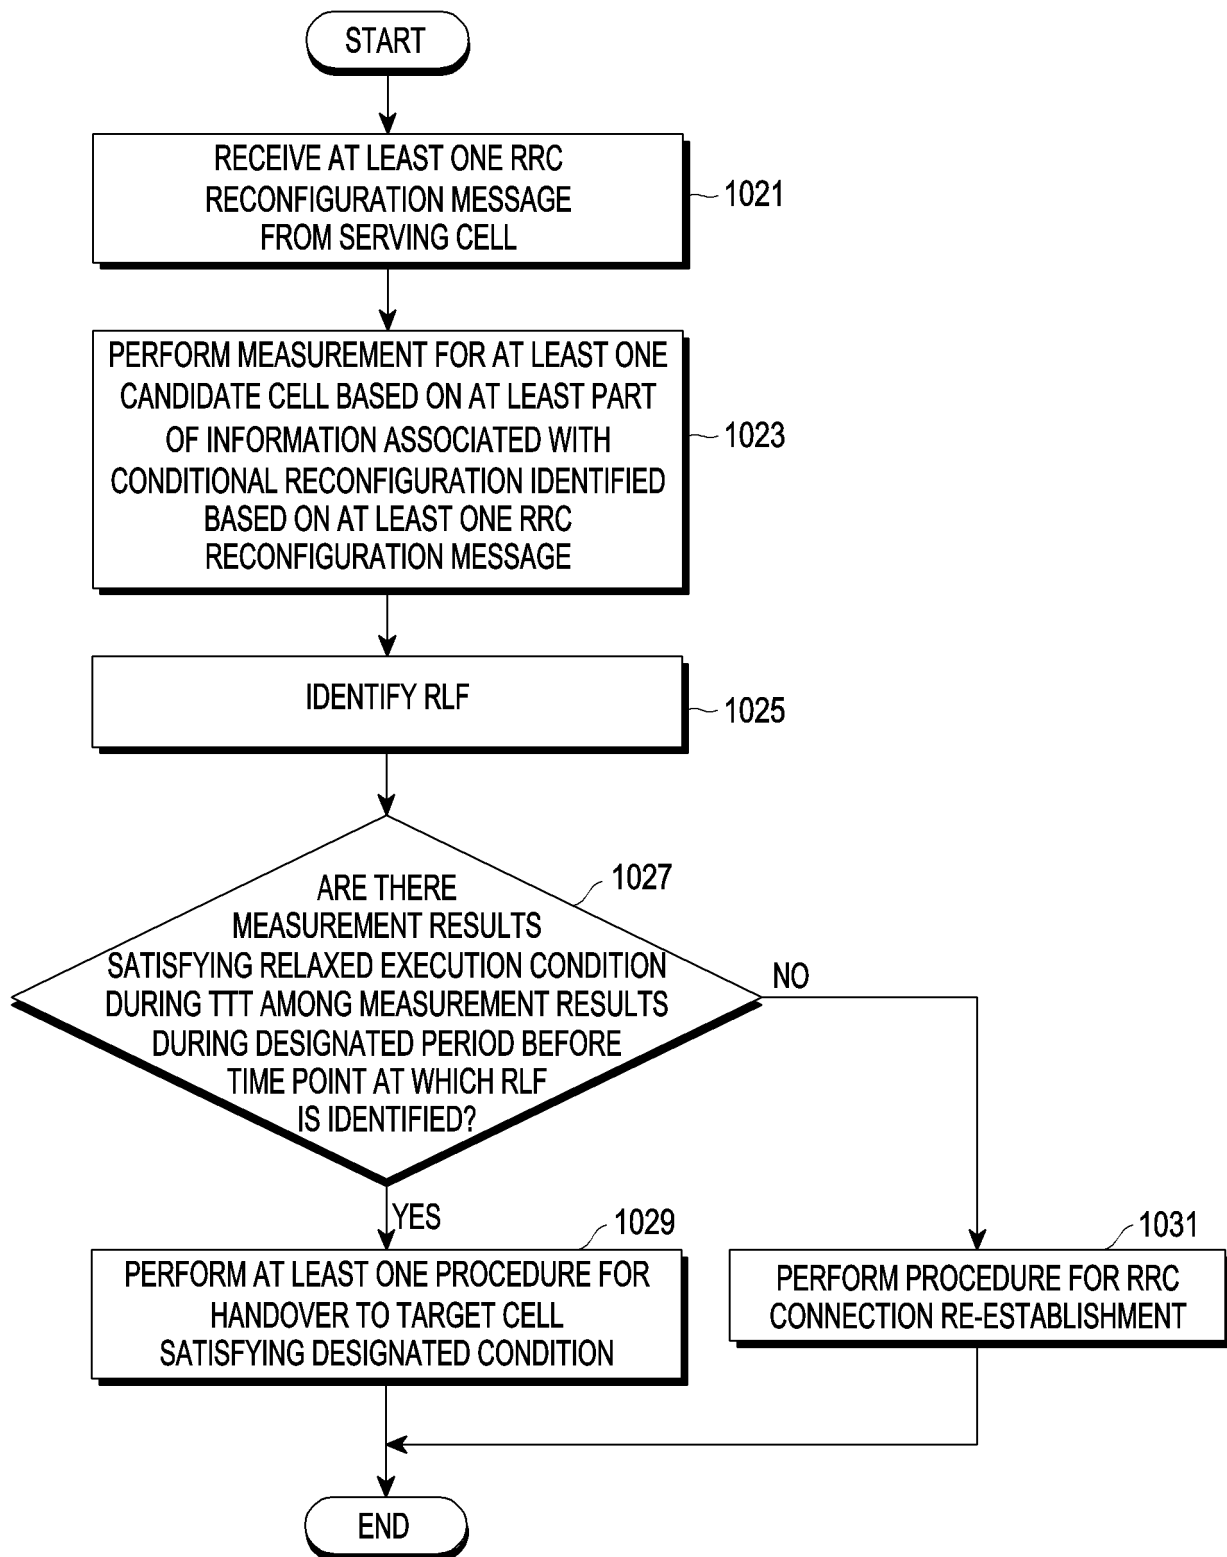 START
RECEIVE AT LEAST ONE RRC
RECONFIGURATION MESSAGE
FROM SERVING CELL
1021
PERFORM MEASUREMENT FOR AT LEAST ONE
CANDIDATE CELL BASED ON AT LEAST PART
OF INFORMATION ASSOCIATED WITH
CONDITIONAL RECONFIGURATION IDENTIFIED
BASED ON AT LEAST ONE RRC
RECONFIGURATION MESSAGE
1023
IDENTIFY RLF
1025
ARE THERE
MEASUREMENT RESULTS
SATISFYING RELAXED EXECUTION CONDITION
DURING TTT AMONG MEASUREMENT RESULTS
DURING DESIGNATED PERIOD BEFORE
TIME POINT AT WHICH RLF
IS IDENTIFIED?
1027
NO
YES
1029
PERFORM AT LEAST ONE PROCEDURE FOR
HANDOVER TO TARGET CELL
SATISFYING DESIGNATED CONDITION
1031
PERFORM PROCEDURE FOR RRC
CONNECTION RE-ESTABLISHMENT
END